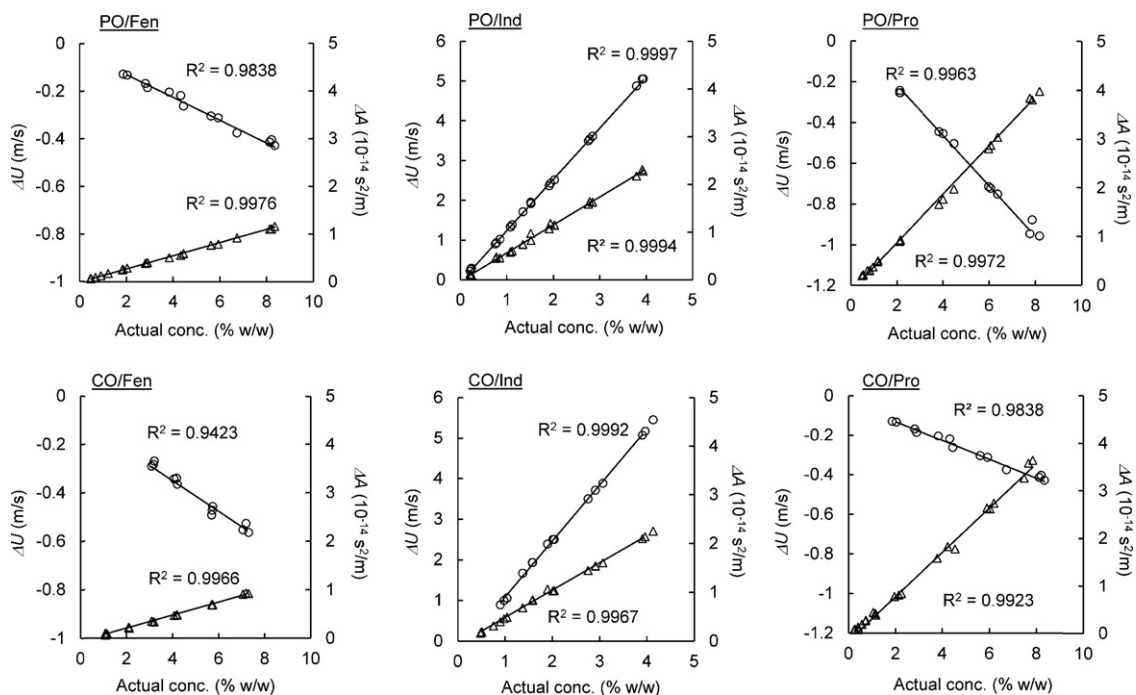 PO/Fen
0
-0.2
-0.4
-0.6
-0.8
-1
ΔU (m/s)
R² = 0.9838
R² = 0.9976
5
4
3
2
1
0
ΔA (10⁻¹⁴ s²/m)
0 2 4 6 8 10
Actual conc. (% w/w)
PO/Ind
6
5
4
3
2
1
0
ΔU (m/s)
R² = 0.9997
R² = 0.9994
5
4
3
2
1
0
ΔA (10⁻¹⁴ s²/m)
0 1 2 3 4 5
Actual conc. (% w/w)
PO/Pro
0
-0.2
-0.4
-0.6
-0.8
-1.0
-1.2
ΔU (m/s)
R² = 0.9963
R² = 0.9972
5
4
3
2
1
0
ΔA (10⁻¹⁴ s²/m)
0 2 4 6 8 10
Actual conc. (% w/w)
CO/Fen
0
-0.2
-0.4
-0.6
-0.8
-1
ΔU (m/s)
R² = 0.9423
R² = 0.9966
5
4
3
2
1
0
ΔA (10⁻¹⁴ s²/m)
0 2 4 6 8 10
Actual conc. (% w/w)
CO/Ind
6
5
4
3
2
1
0
ΔU (m/s)
R² = 0.9992
R² = 0.9967
5
4
3
2
1
0
ΔA (10⁻¹⁴ s²/m)
0 1 2 3 4 5
Actual conc. (% w/w)
CO/Pro
0
-0.2
-0.4
-0.6
-0.8
-1.0
-1.2
ΔU (m/s)
R² = 0.9838
R² = 0.9923
5
4
3
2
1
0
ΔA (10⁻¹⁴ s²/m)
0 2 4 6 8 10
Actual conc. (% w/w)